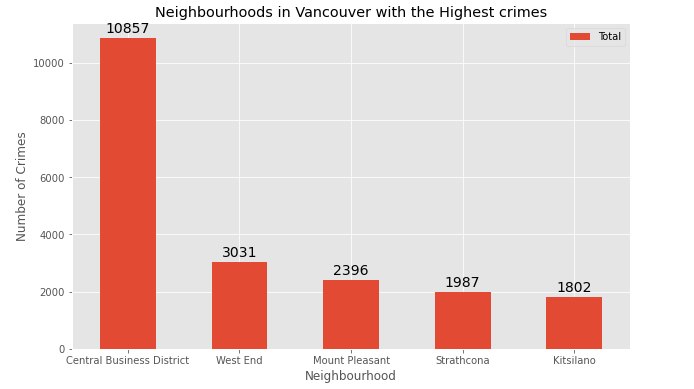 Neighbourhoods in Vancouver with the Highest crimes
10857
Total
10000
8000
6000
4000
2000
0
3031
2396
1987
1802
Number of Crimes
Central Business District
West End
Mount Pleasant
Strathcona
Kitsilano
Neighbourhood